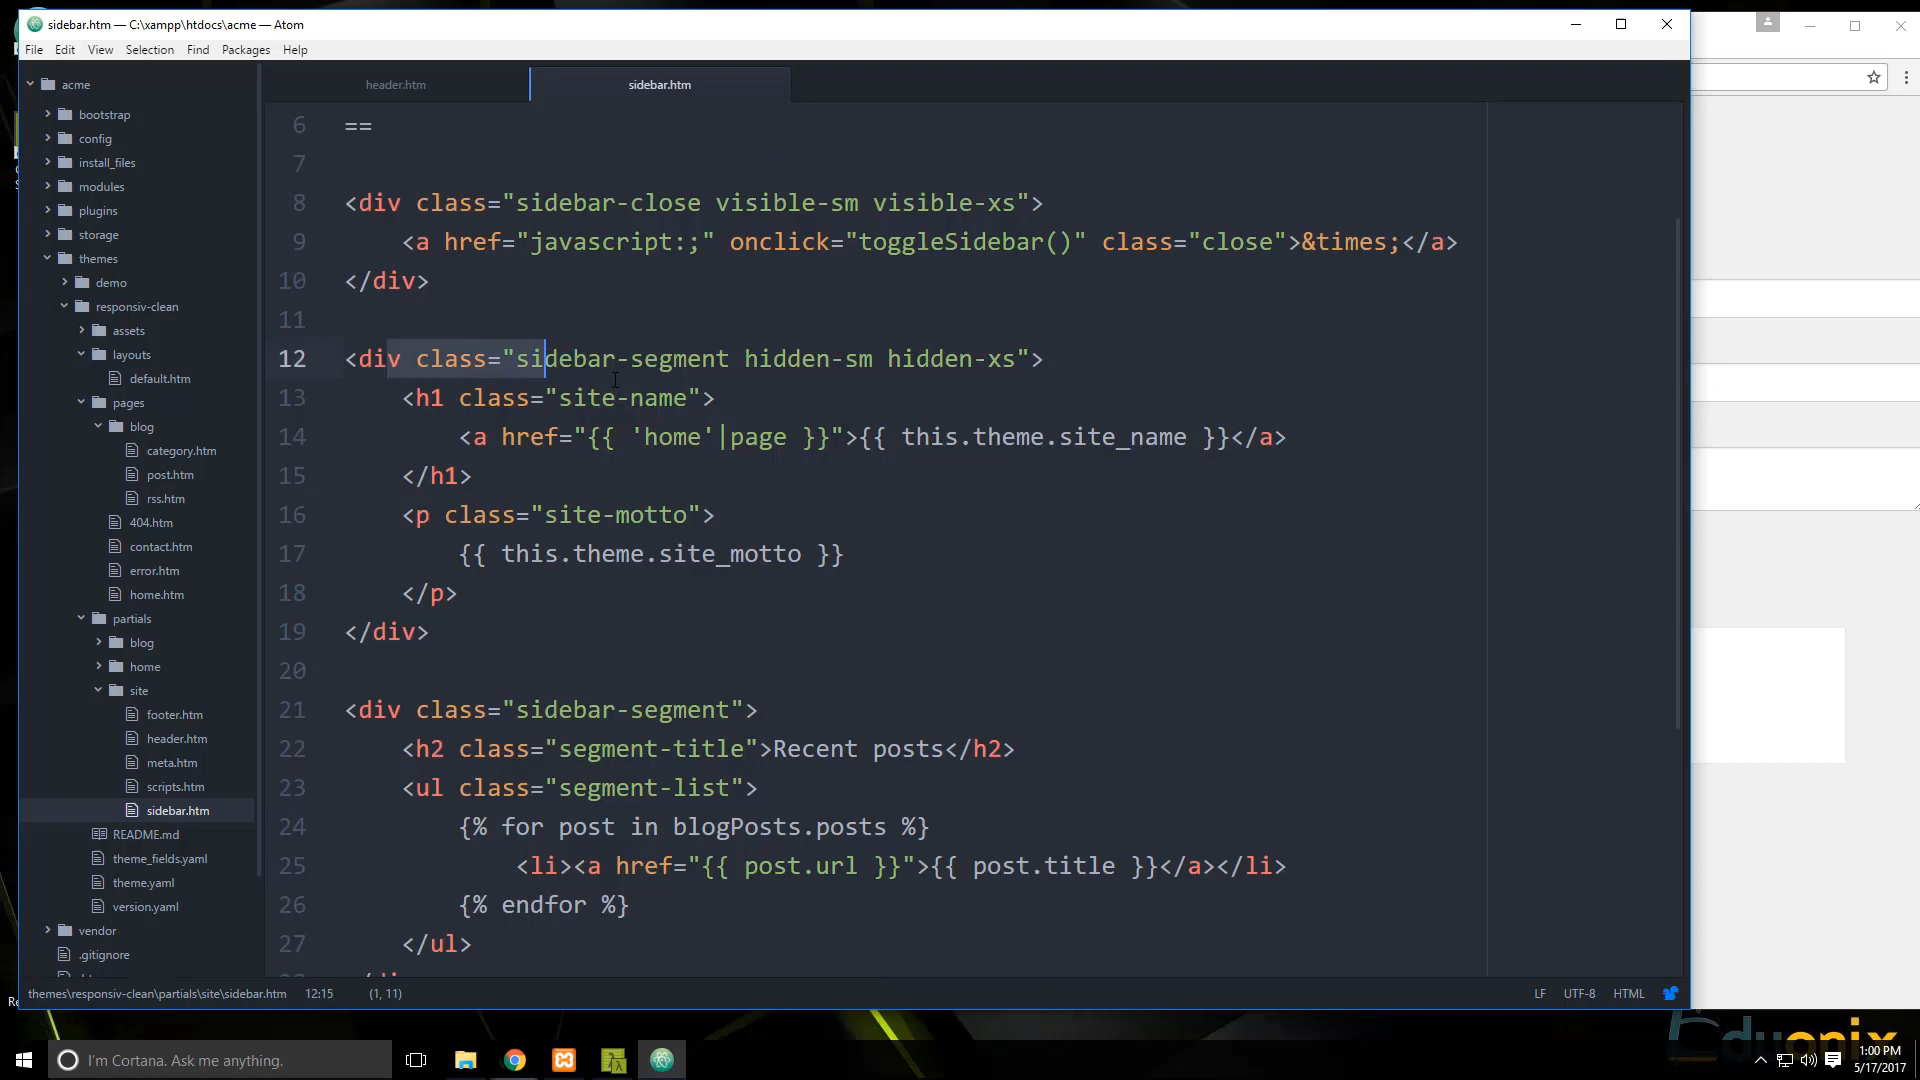 sidebar.htm — C:\xampp\htdocs\acme — Atom
File Edit View Selection Find Packages Help
acme
bootstrap
config
install_files
modules
plugins
storage
themes
demo
responsiv-clean
assets
layouts
default.htm
pages
blog
category.htm
post.htm
rss.htm
404.htm
contact.htm
error.htm
home.htm
partials
blog
home
site
footer.htm
header.htm
meta.htm
scripts.htm
sidebar.htm
README.md
theme_fields.yaml
theme.yaml
version.yaml
vendor
.gitignore
header.htm sidebar.htm
6 ==
7
8 <div class="sidebar-close visible-sm visible-xs">
9 <a href="javascript:;" onclick="toggleSidebar()" class="close">&times;</a>
10 </div>
11
12 <div class="sidebar-segment hidden-sm hidden-xs">
13 <h1 class="site-name">
14 <a href="{{ 'home'|page }}">{{ this.theme.site_name }}</a>
15 </h1>
16 <p class="site-motto">
17 {{ this.theme.site_motto }}
18 </p>
19 </div>
20
21 <div class="sidebar-segment">
22 <h2 class="segment-title">Recent posts</h2>
23 <ul class="segment-list">
24 {% for post in blogPosts.posts %}
25 <li><a href="{{ post.url }}">{{ post.title }}</a></li>
26 {% endfor %}
27 </ul>
themes\responsiv-clean\partials\site\sidebar.htm 12:15 (1, 11) LF UTF-8 HTML
Eduonix
I'm Cortana. Ask me anything.
1:00 PM
5/17/2017